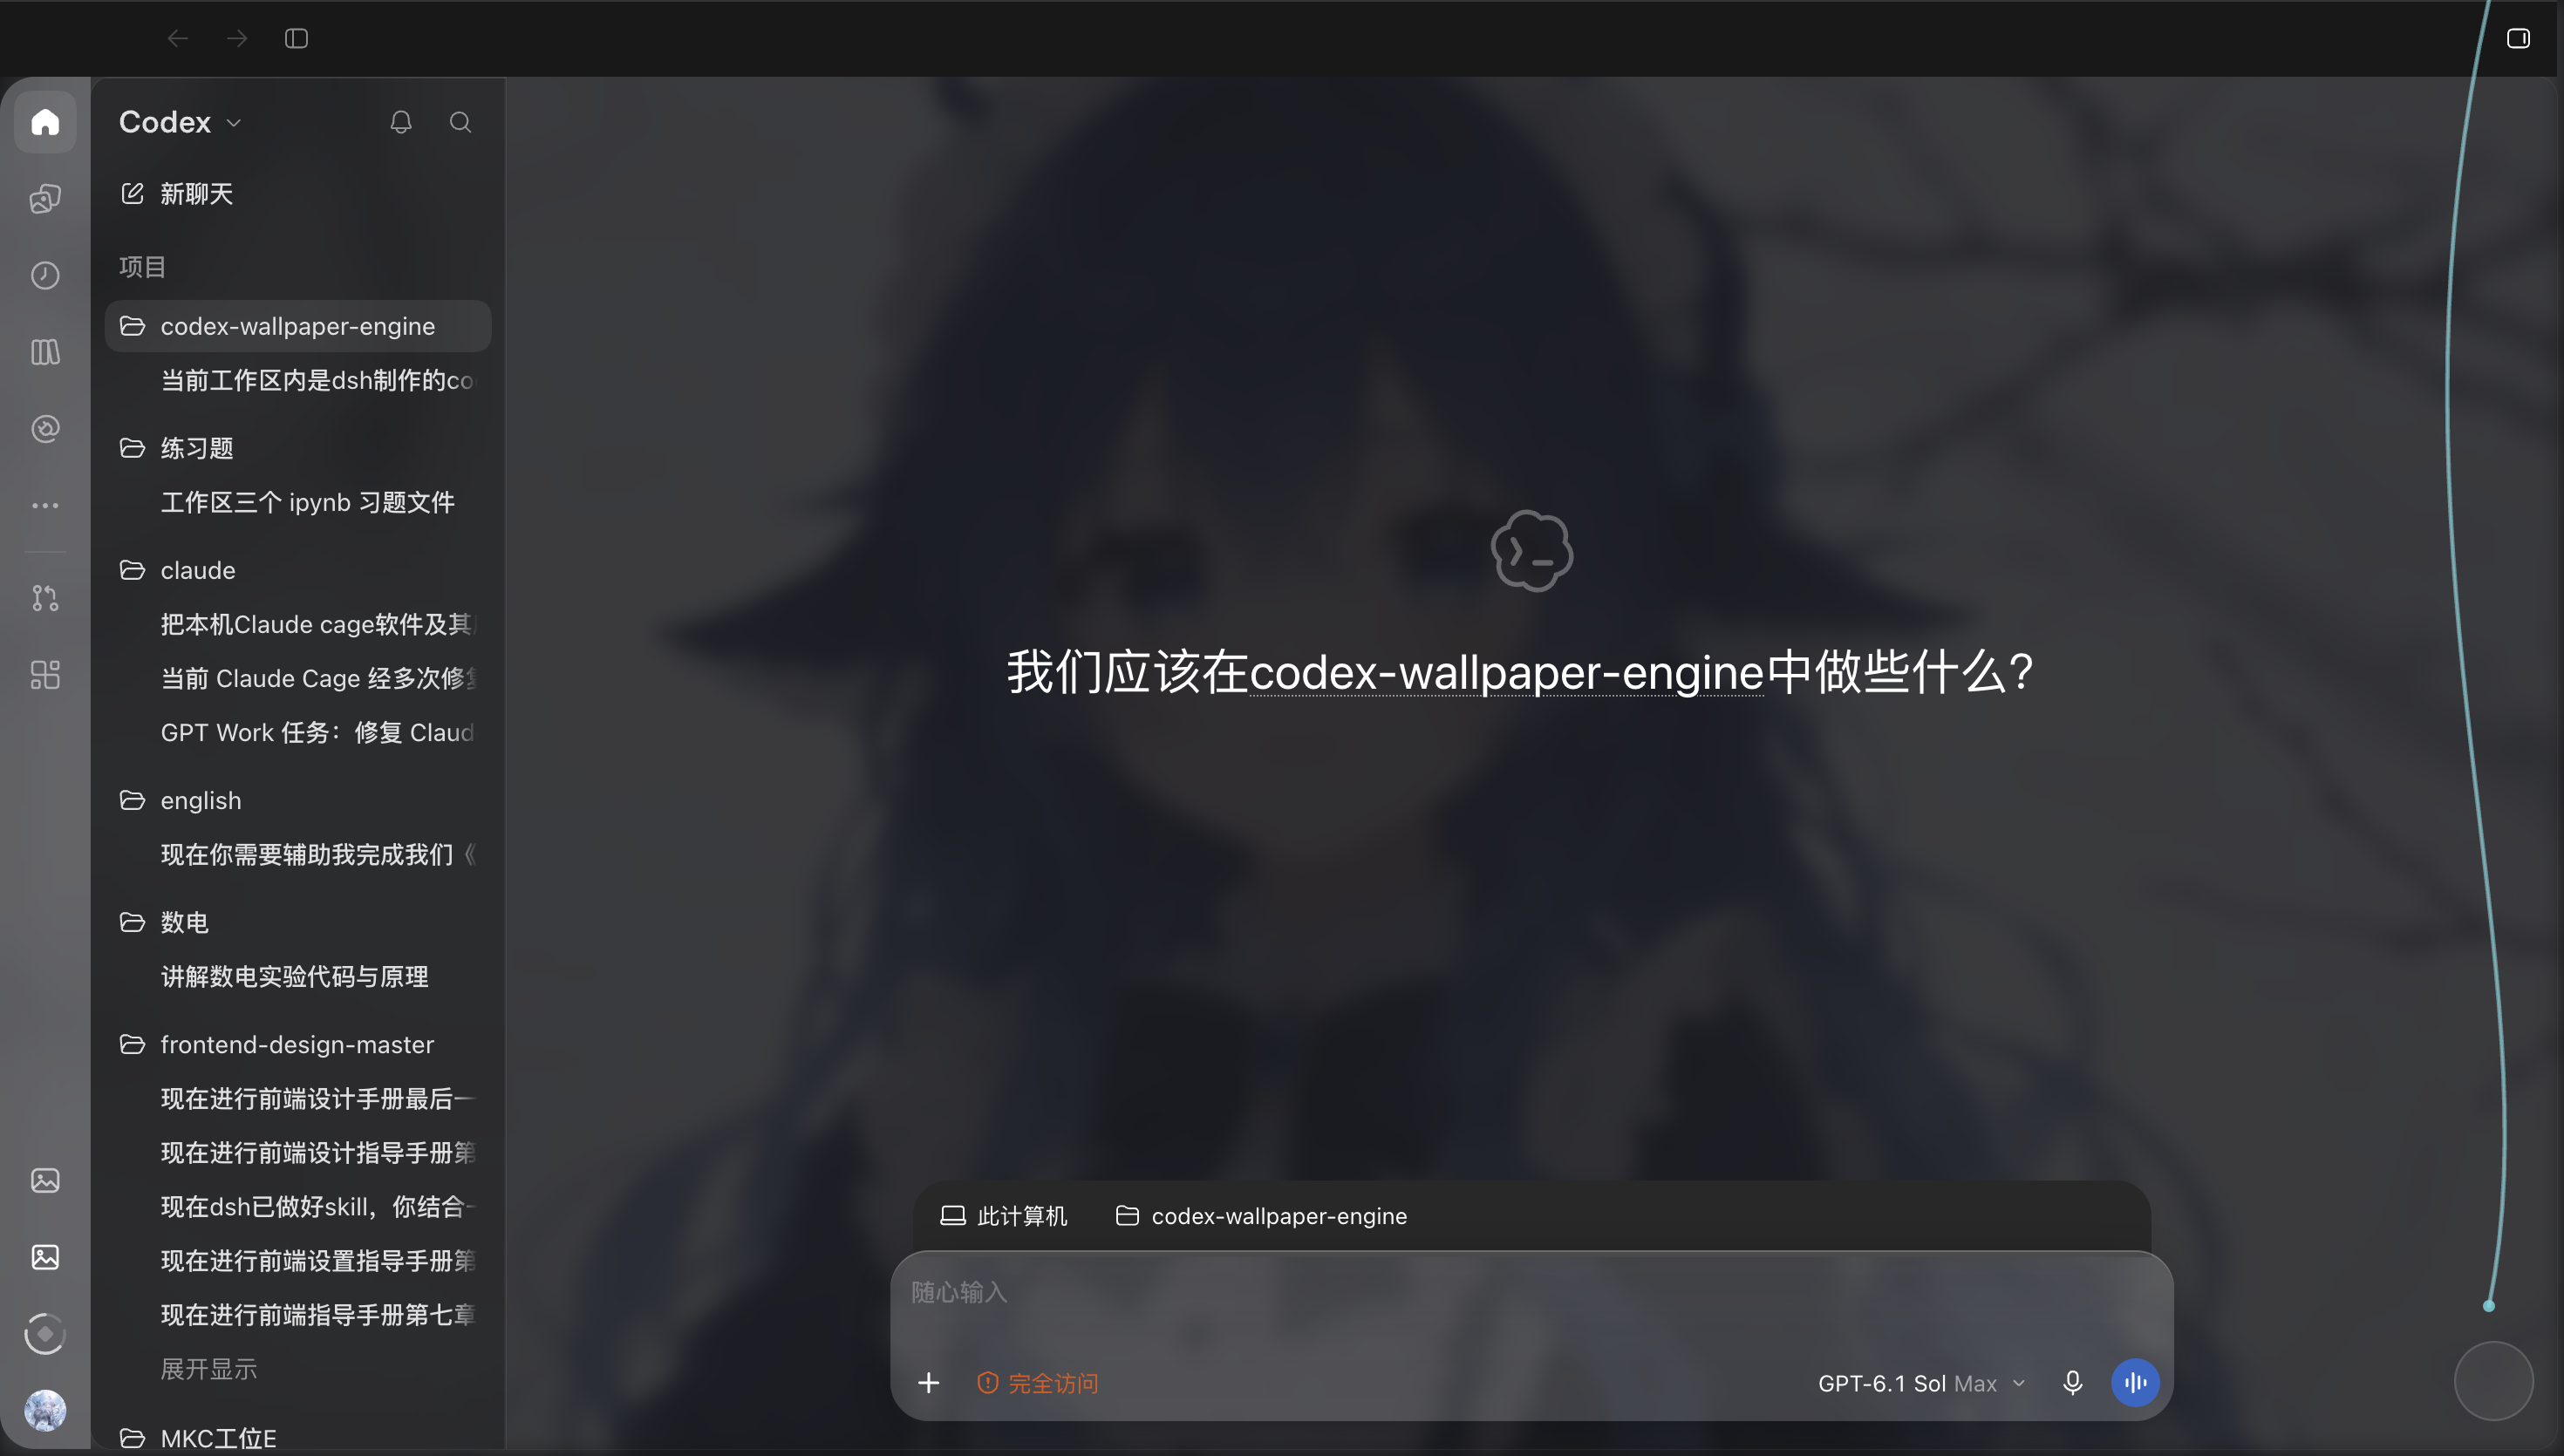 Codex
新聊天
项目
codex-wallpaper-engine
当前工作区内是dsh制作的co
练习题
工作区三个 ipynb 习题文件
claude
把本机Claude cage软件及其
当前 Claude Cage 经多次修复
GPT Work 任务：修复 Claud
english
现在你需要辅助我完成我们《
数电
讲解数电实验代码与原理
frontend-design-master
现在进行前端设计手册最后一
现在进行前端设计指导手册第
现在dsh已做好skill，你结合
现在进行前端设置指导手册第
现在进行前端指导手册第七章
展开显示
MKC工位E
我们应该在codex-wallpaper-engine中做些什么？
此计算机 codex-wallpaper-engine
随心输入
完全访问 GPT-6.1 Sol Max